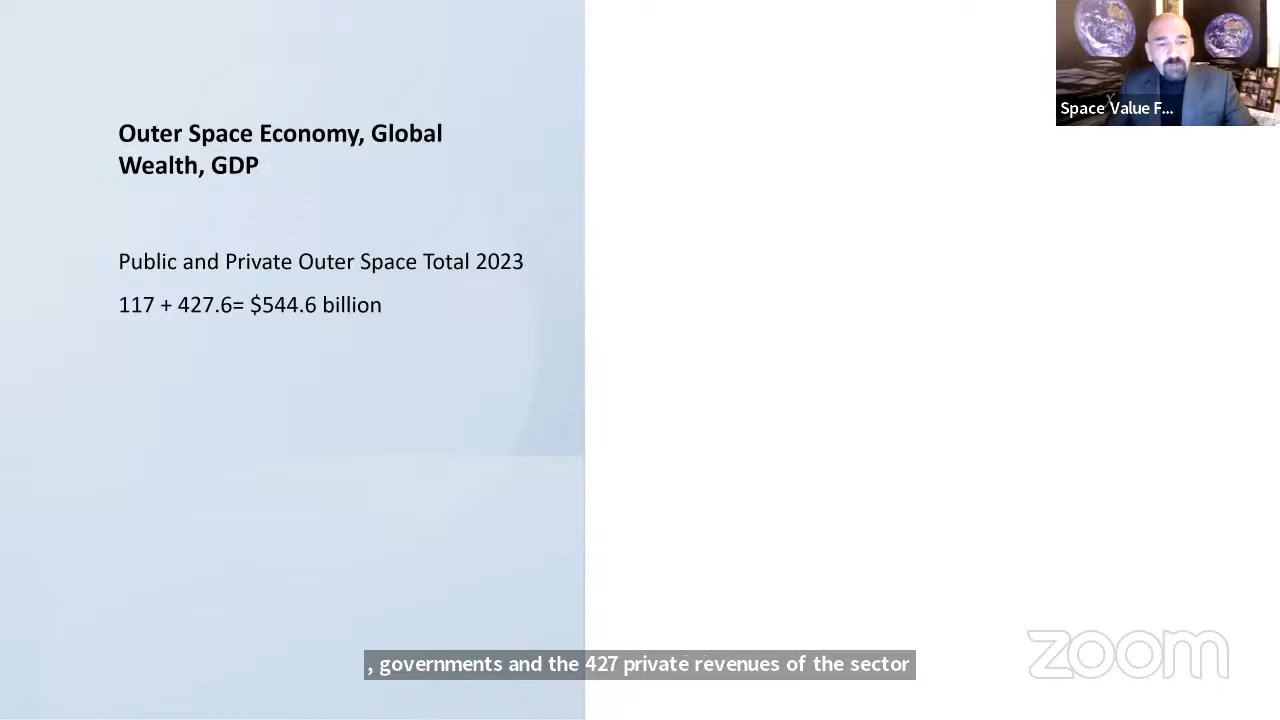 Outer Space Economy, Global
Wealth, GDP
Public and Private Outer Space Total 2023
117 + 427.6= $544.6 billion
Space Value F...
, governments and the 427 private revenues of the sector
zoom